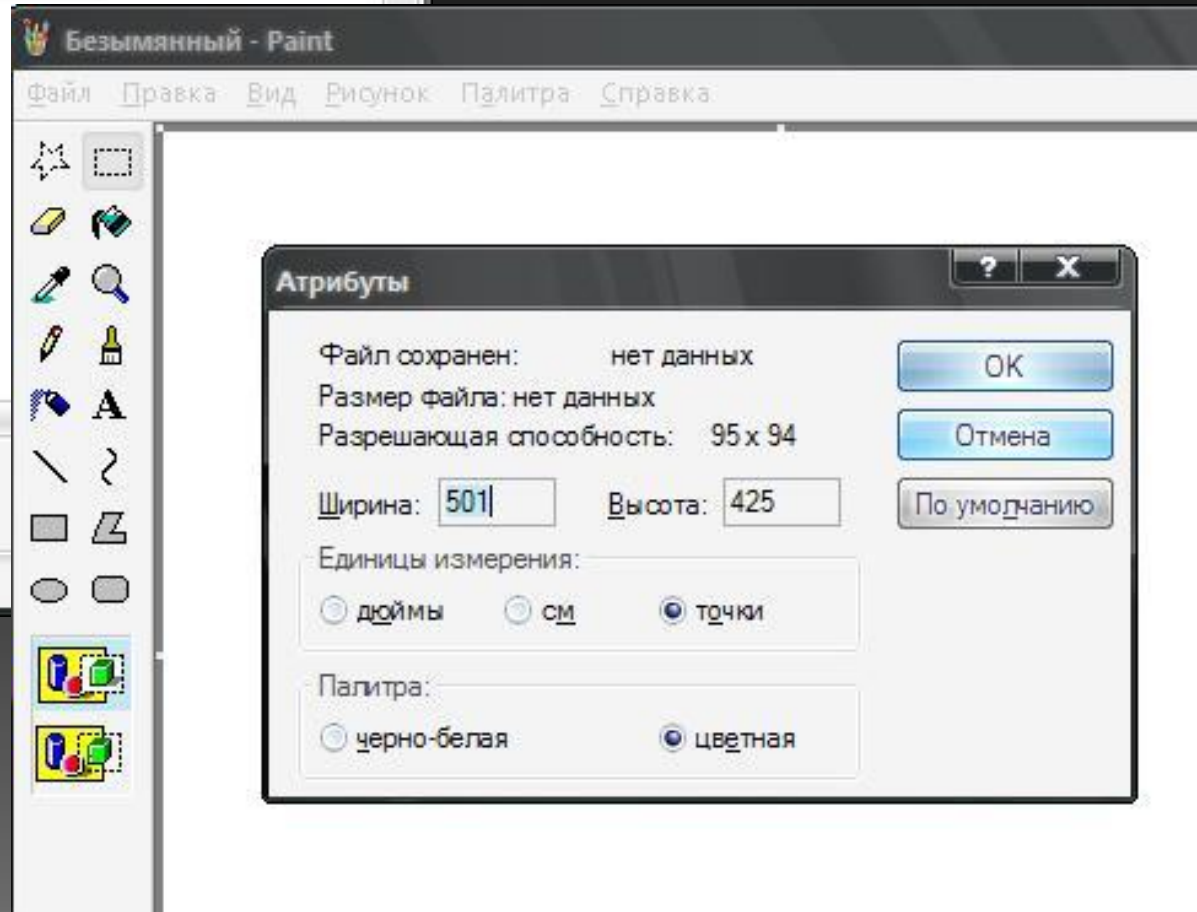 Безымянный - Paint
Файл Правка Вид Рисунок Палитра Справка
Атрибуты
Файл сохранен: нет данных
Размер файла: нет данных
Разрешающая способность: 95 x 94
Ширина: 501 Высота: 425
Единицы измерения:
дюймы см точки
Палитра:
черно-белая цветная
OK
Отмена
По умолчанию